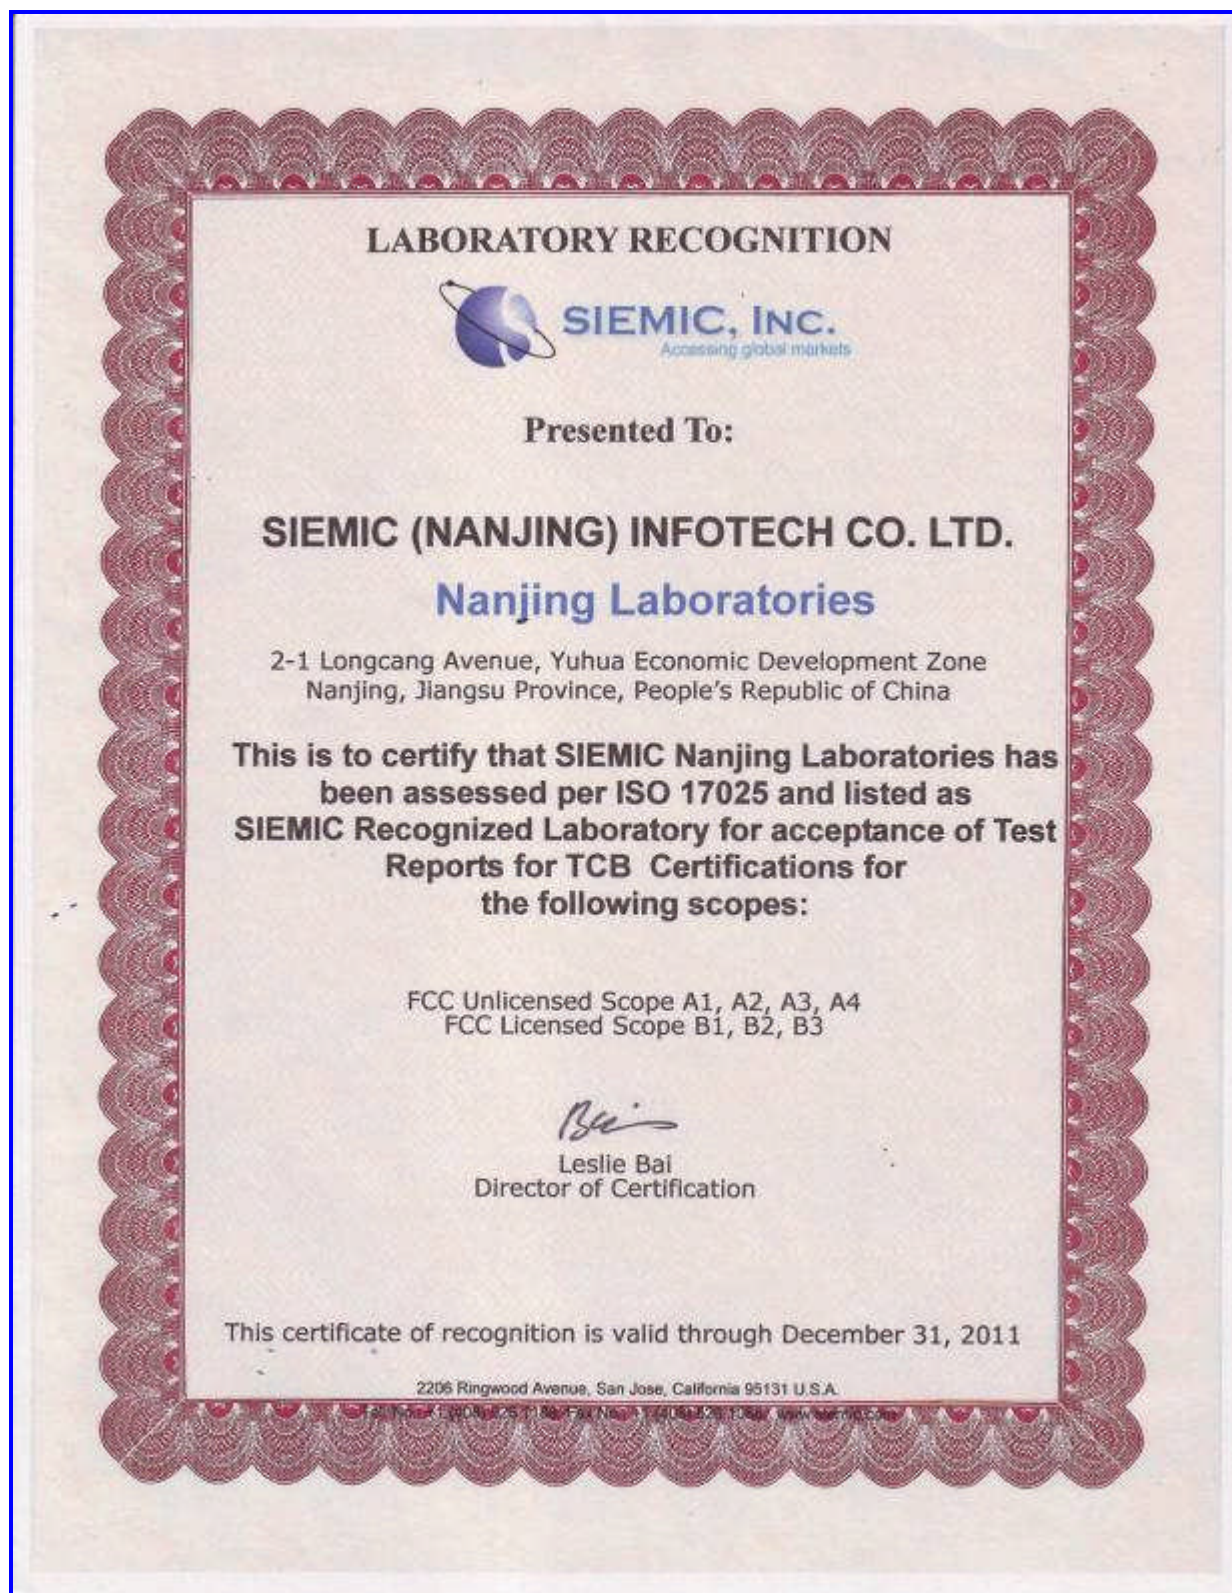 LABORATORY RECOGNITION
SIEMIC, INC.
Accessing global markets
Presented To:
SIEMIC (NANJING) INFOTECH CO. LTD.
Nanjing Laboratories
2-1 Longcang Avenue, Yuhua Economic Development Zone
Nanjing, Jiangsu Province, People's Republic of China
This is to certify that SIEMIC Nanjing Laboratories has
been assessed per ISO 17025 and listed as
SIEMIC Recognized Laboratory for acceptance of Test
Reports for TCB Certifications for
the following scopes:
FCC Unlicensed Scope A1, A2, A3, A4
FCC Licensed Scope B1, B2, B3
Leslie Bai
Director of Certification
This certificate of recognition is valid through December 31, 2011
2206 Ringwood Avenue, San Jose, California 95131 U.S.A.